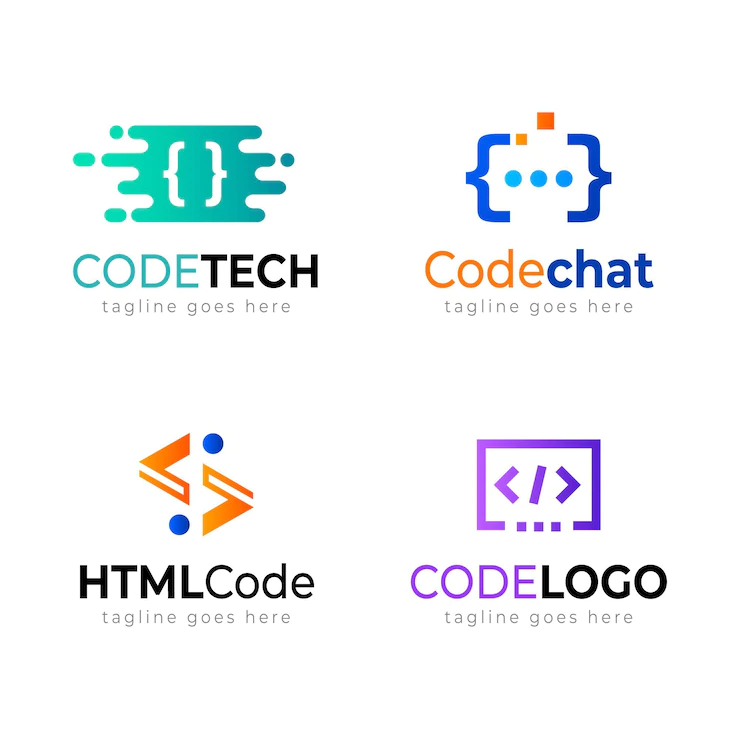 { }
CODETECH
tagline goes here
{...}
Codechat
tagline goes here
HTMLCode
tagline goes here
</>
CODELOGO
tagline goes here